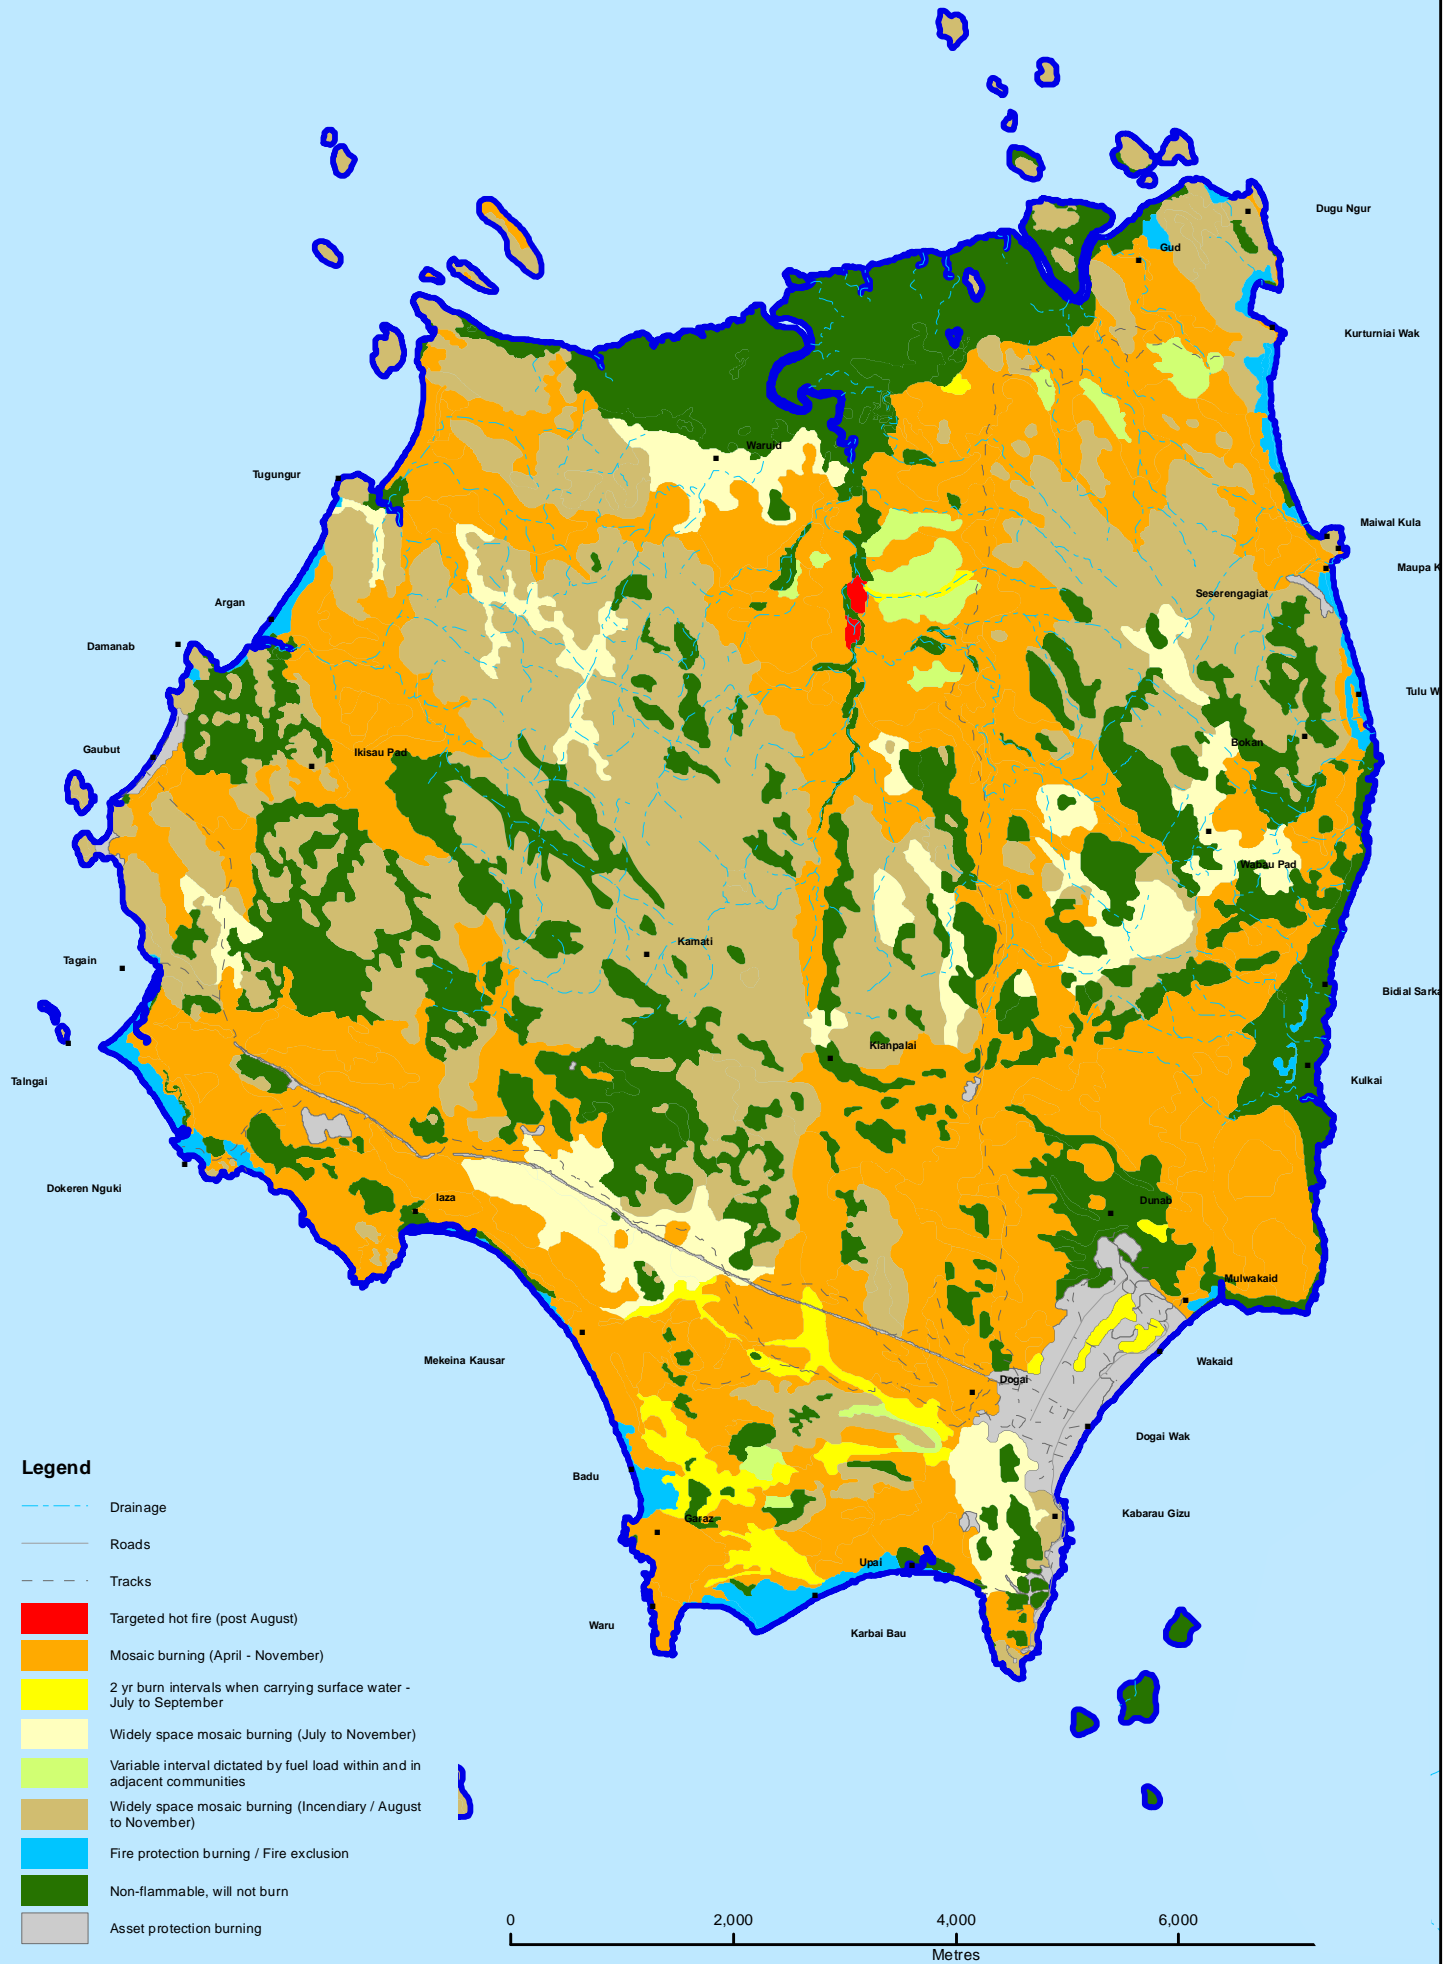 Dugu Ngur
Gud
Kurturniai Wak
Waruid
Tugungur
Maiwal Kula
Maupa K
Seserengagiat
Argan
Damanab
Tulu W
Bokan
Gaubut
Ikisau Pad
Wabau Pad
Kamati
Tagain
Bidial Sarka
Klanpalai
Talngai
Kulkai
Dokeren Nguki
Iaza
Dunab
Mulwakaid
Mekeina Kausar
Wakaid
Dogai
Dogai Wak
Badu
Kabarau Gizu
Garaz
Upai
Waru
Karbai Bau
Legend
Drainage
Roads
Tracks
Targeted hot fire (post August)
Mosaic burning (April - November)
2 yr burn intervals when carrying surface water -
July to September
Widely space mosaic burning (July to November)
Variable interval dictated by fuel load within and in
adjacent communities
Widely space mosaic burning (Incendiary / August
to November)
Fire protection burning / Fire exclusion
Non-flammable, will not burn
Asset protection burning
0 2,000 4,000 6,000
Metres